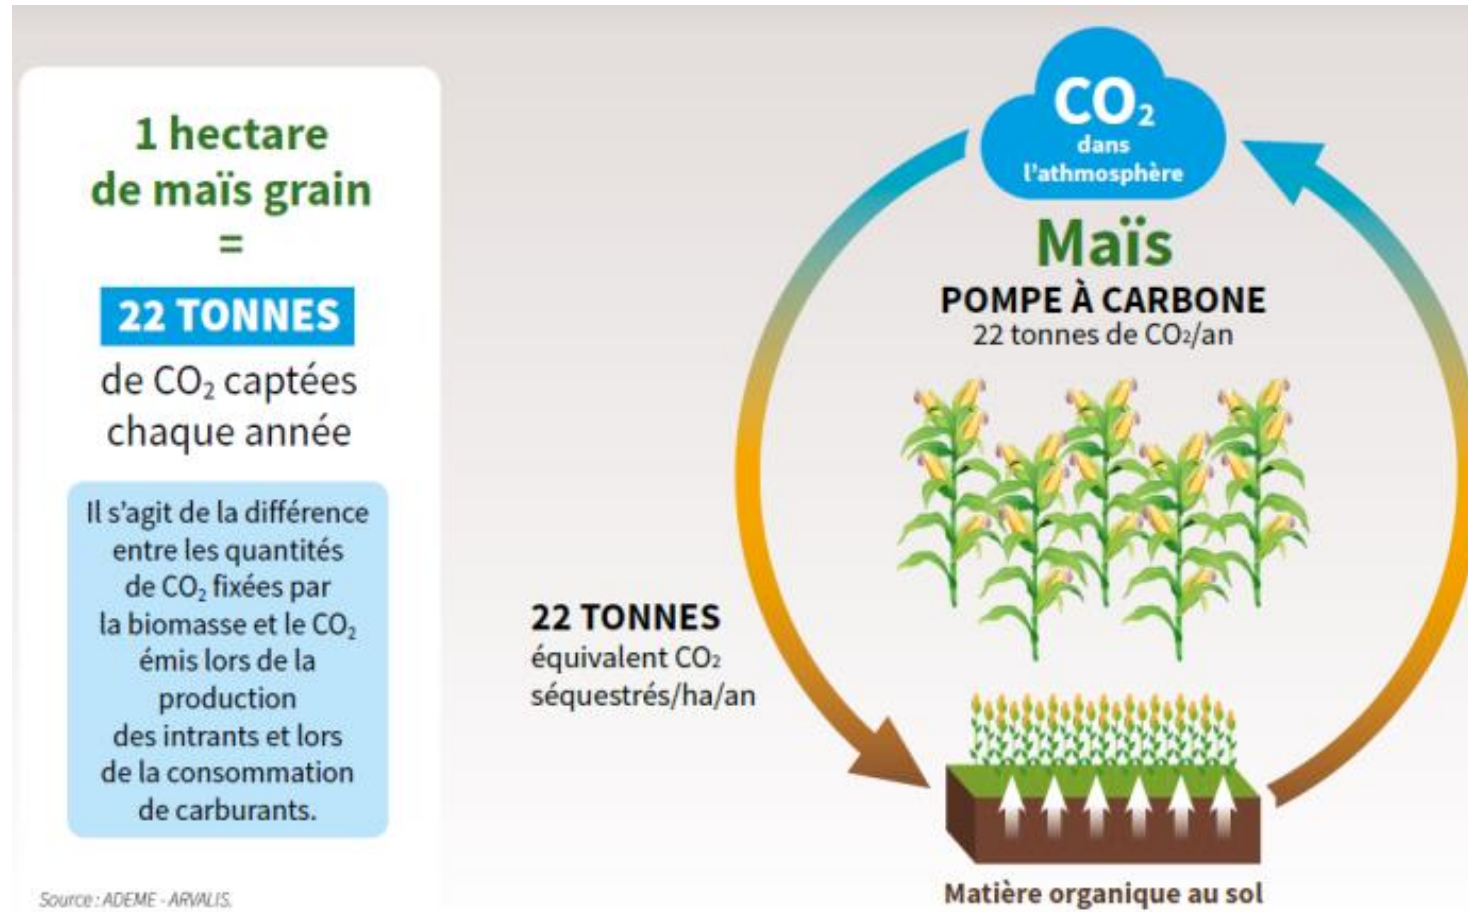 1 hectare
de maïs grain
=
22 TONNES
de CO₂ captées
chaque année
Il s'agit de la différence
entre les quantités
de CO₂ fixées par
la biomasse et le CO₂
émis lors de la
production
des intrants et lors
de la consommation
de carburants.
Source : ADEME - ARVALIS.
CO₂
dans
l'athmosphère
Maïs
POMPE À CARBONE
22 tonnes de CO₂/an
22 TONNES
équivalent CO₂
séquestrés/ha/an
Matière organique au sol